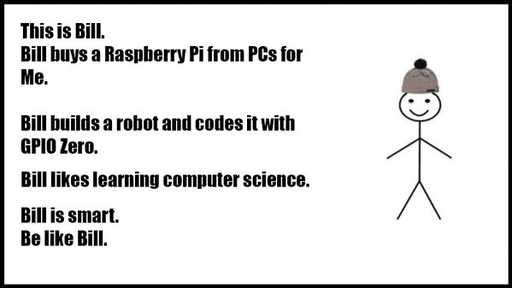 This is Bill.
Bill buys a Raspberry Pi from PCs for
Me.
Bill builds a robot and codes it with
GPIO Zero.
Bill likes learning computer science.
Bill is smart.
Be like Bill.